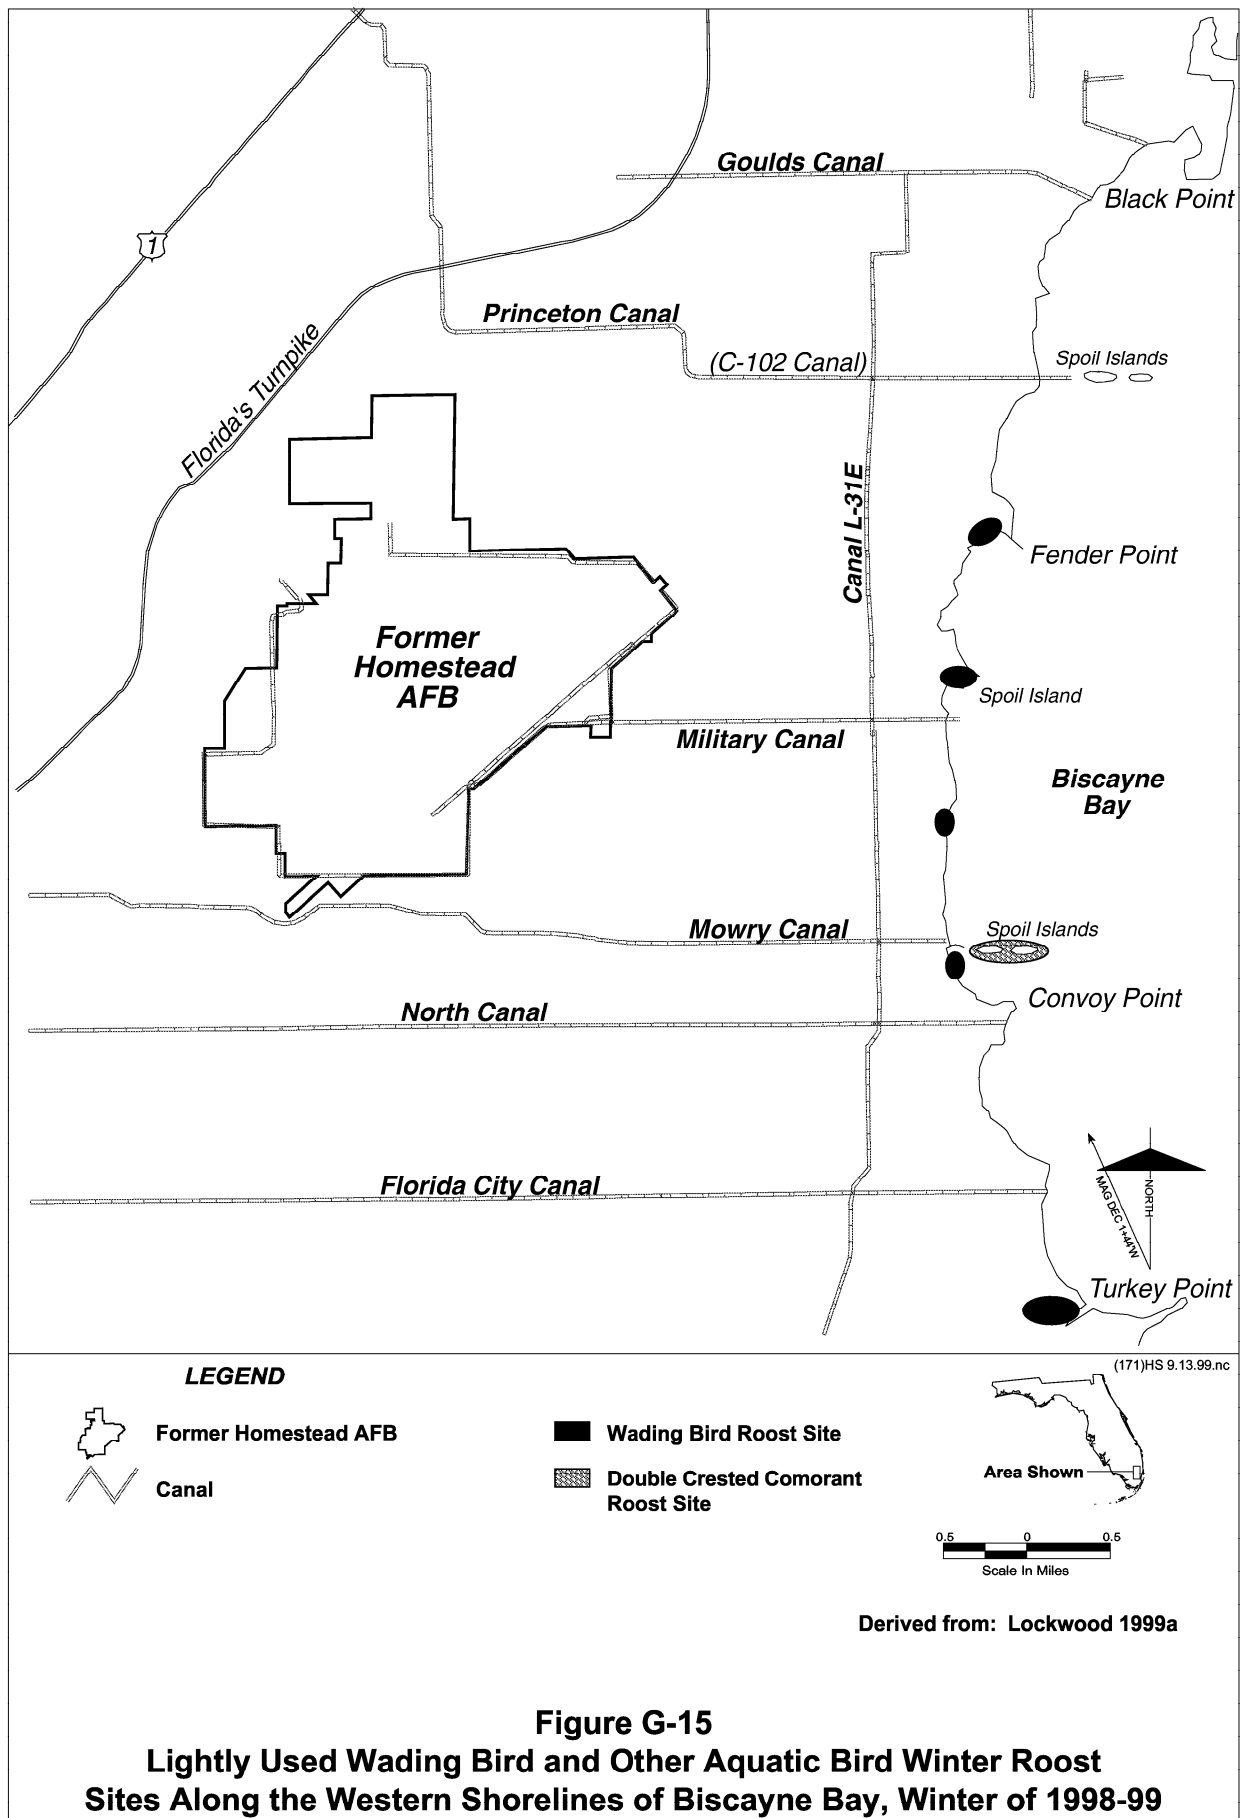 Goulds Canal
Black Point
1
Princeton Canal
Florida's Turnpike
(C-102 Canal)
Spoil Islands
Canal L-31E
Fender Point
Former
Homestead
AFB
Spoil Island
Military Canal
Biscayne
Bay
Mowry Canal
Spoil Islands
Convoy Point
North Canal
Florida City Canal
NORTH
MAG DEC 1+44'W
Turkey Point
(171)HS 9.13.99.nc
LEGEND
Former Homestead AFB
Canal
Wading Bird Roost Site
Double Crested Comorant
Roost Site
Area Shown
0.5 0 0.5
Scale In Miles
Derived from: Lockwood 1999a
Figure G-15
Lightly Used Wading Bird and Other Aquatic Bird Winter Roost
Sites Along the Western Shorelines of Biscayne Bay, Winter of 1998-99